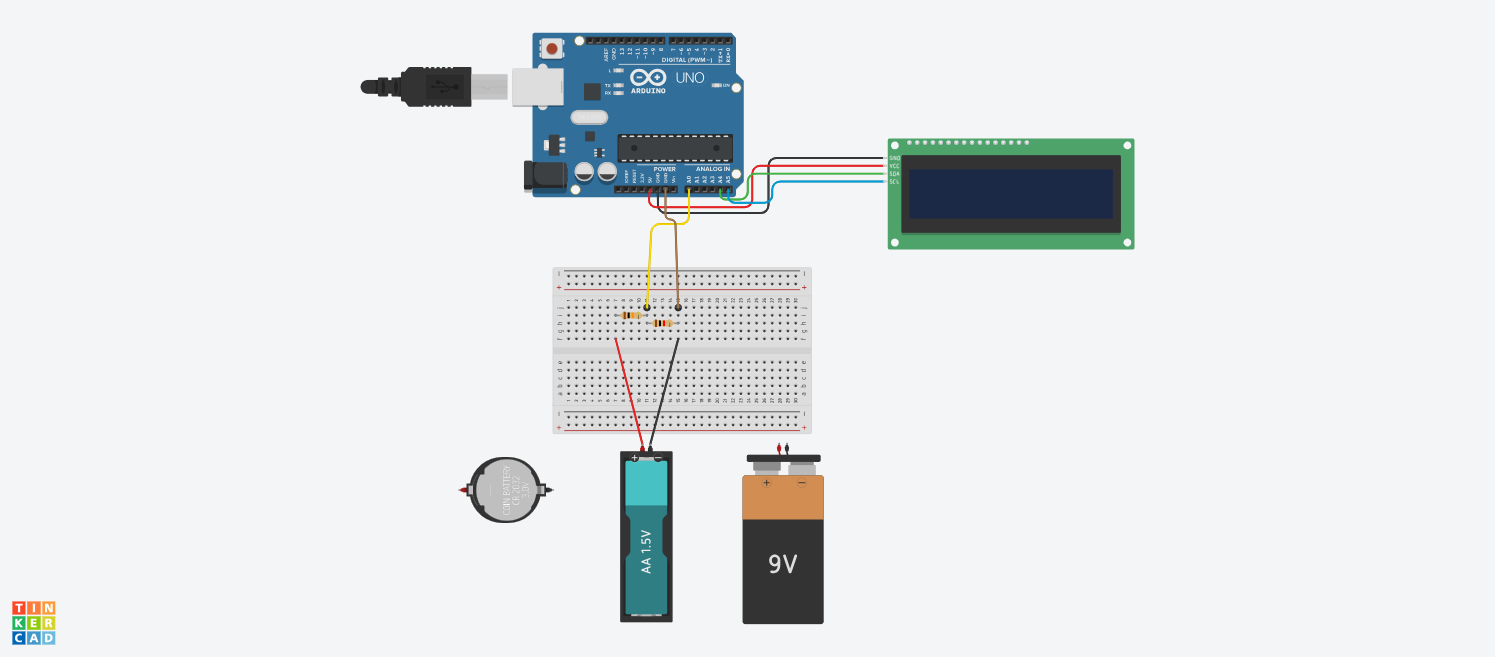 AREF
GND
13
12
~11
~10
~9
8
7
~6
~5
4
~3
2
TX→1
RX←0
DIGITAL (PWM~)
L
TX
RX
UNO
ARDUINO
ON
POWER
ANALOG IN
IOREF
RESET
3.3V
5V
GND
GND
Vin
A0
A1
A2
A3
A4
A5
GND
VCC
SDA
SCL
COIN BATTERY
CR 2032
3.0V
+ −
AA 1.5V
+ −
9V
TIN
KER
CAD